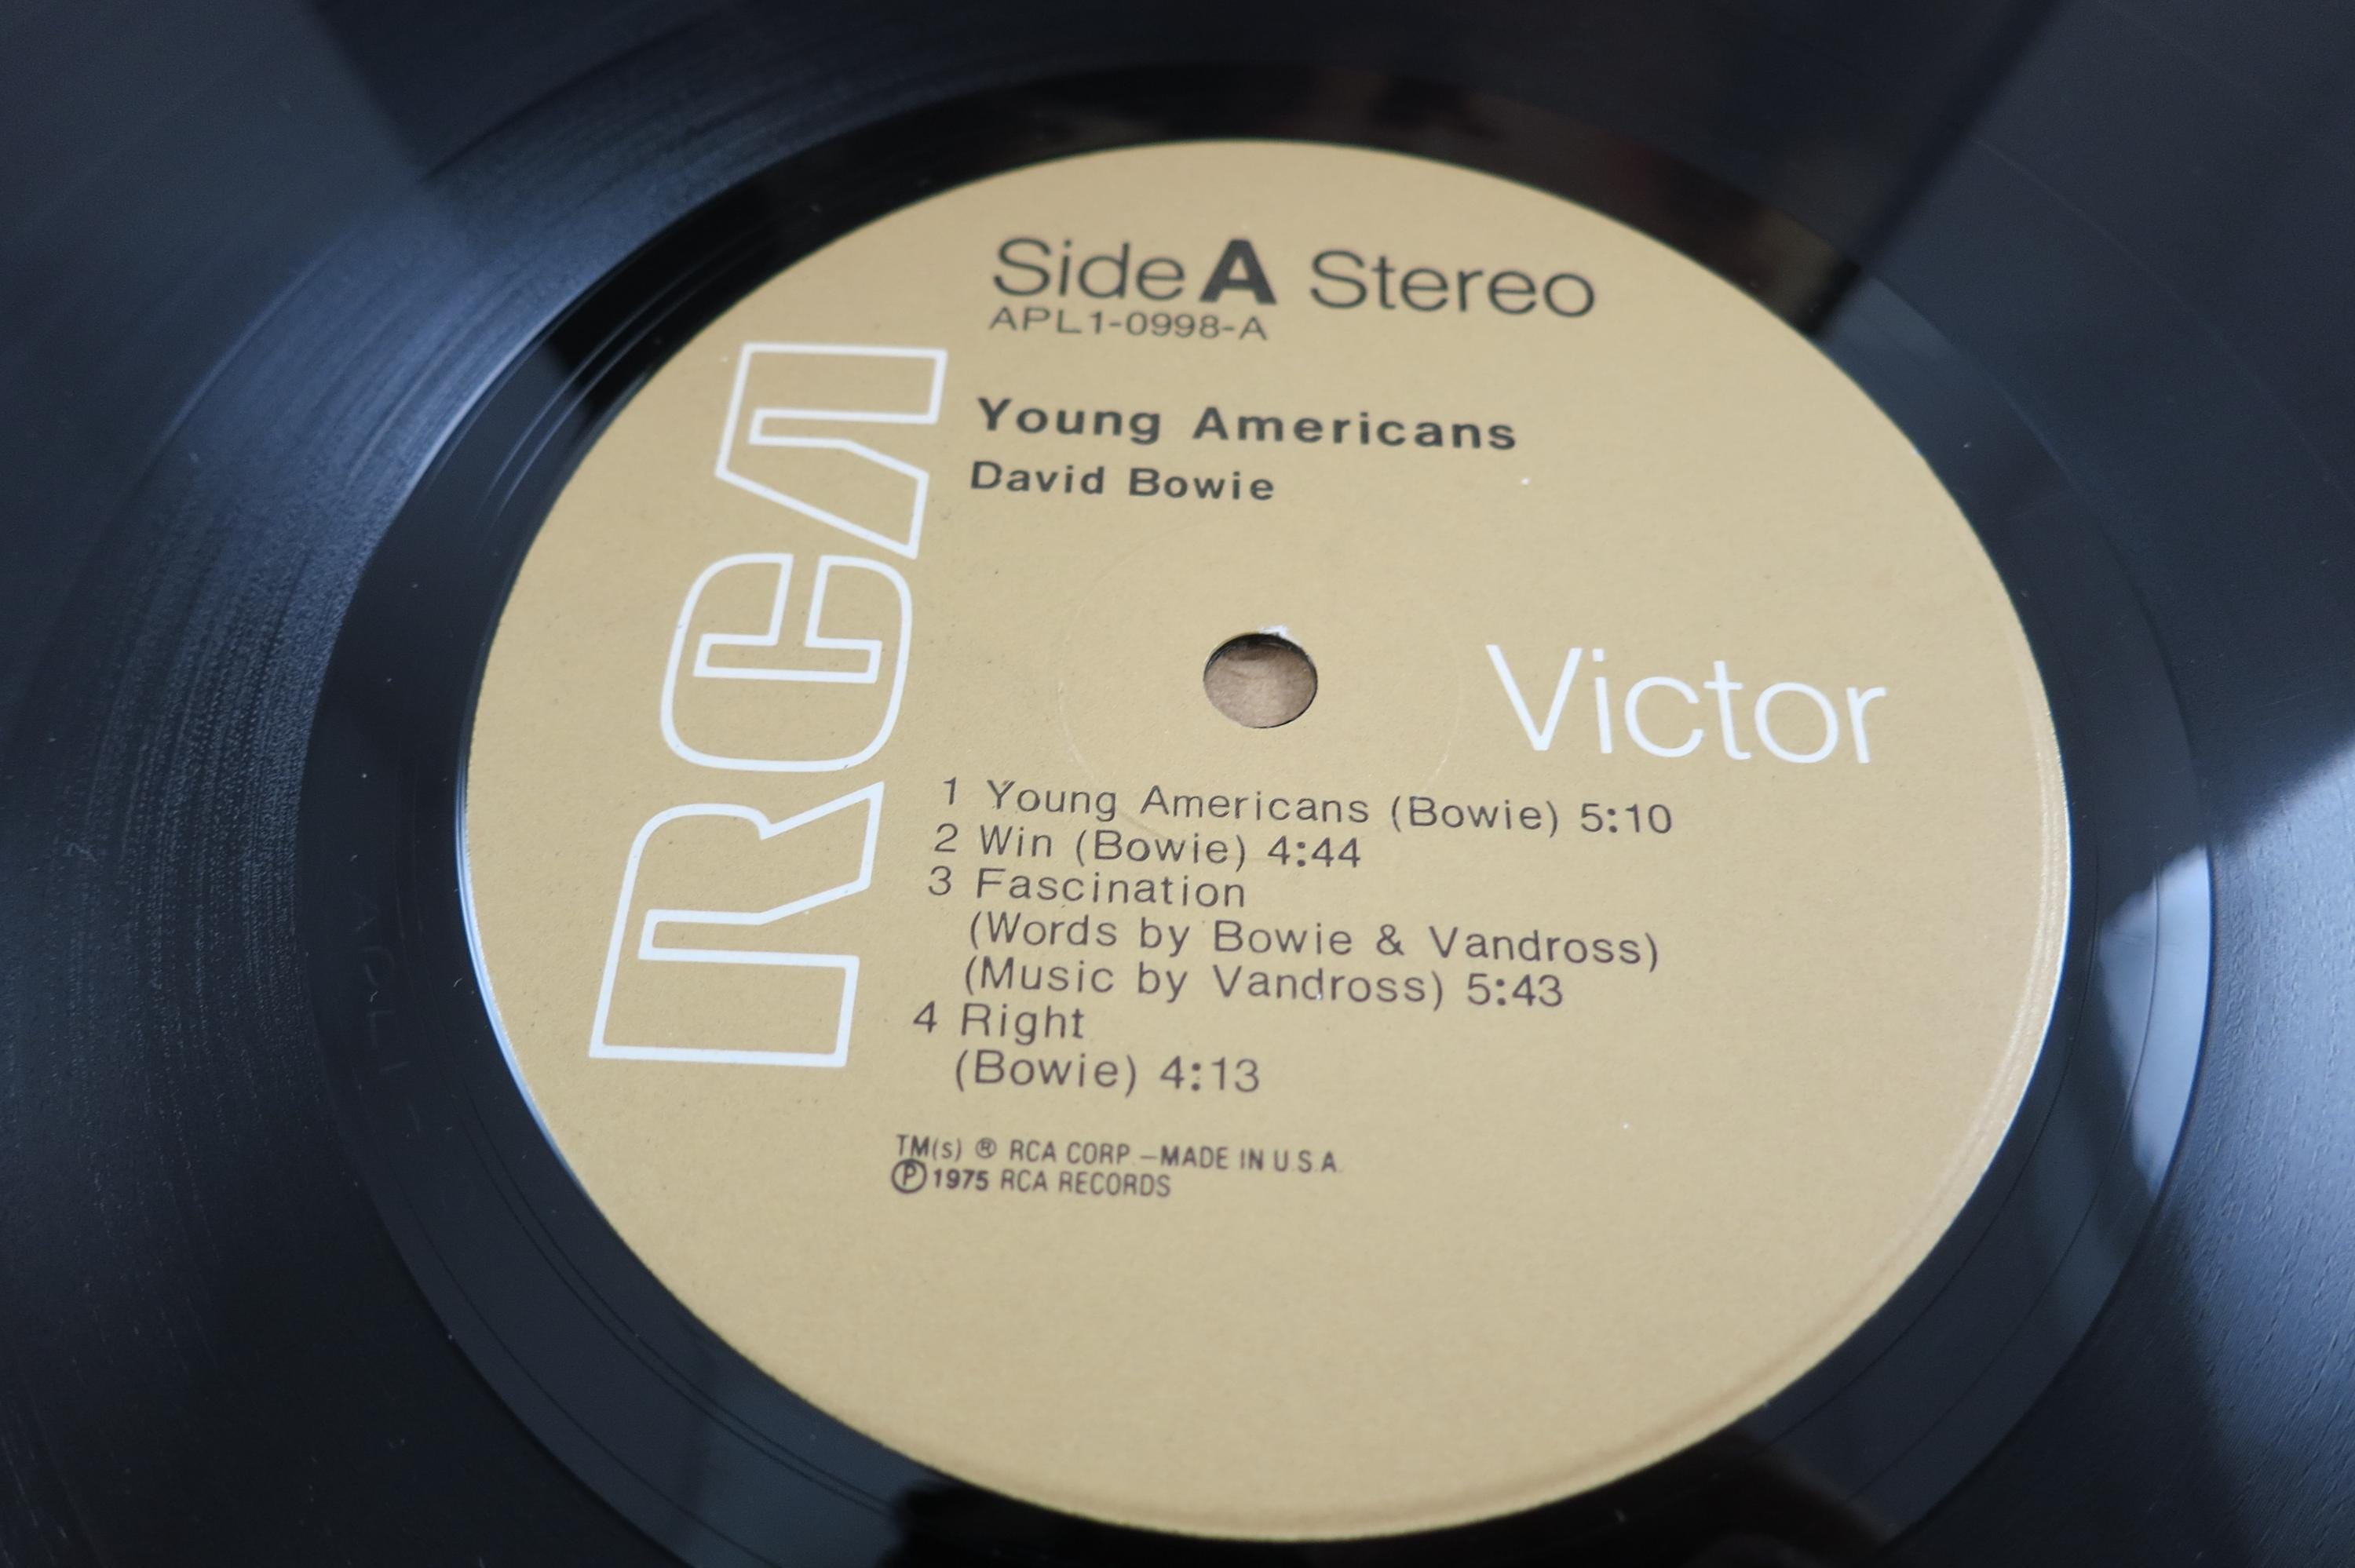 Side A Stereo
APL1-0998-A
Young Americans
David Bowie
RCA
Victor
1 Young Americans (Bowie) 5:10
2 Win (Bowie) 4:44
3 Fascination
(Words by Bowie & Vandross)
(Music by Vandross) 5:43
4 Right
(Bowie) 4:13
TM(s) ® RCA CORP.–MADE IN U.S.A.
℗ 1975 RCA RECORDS